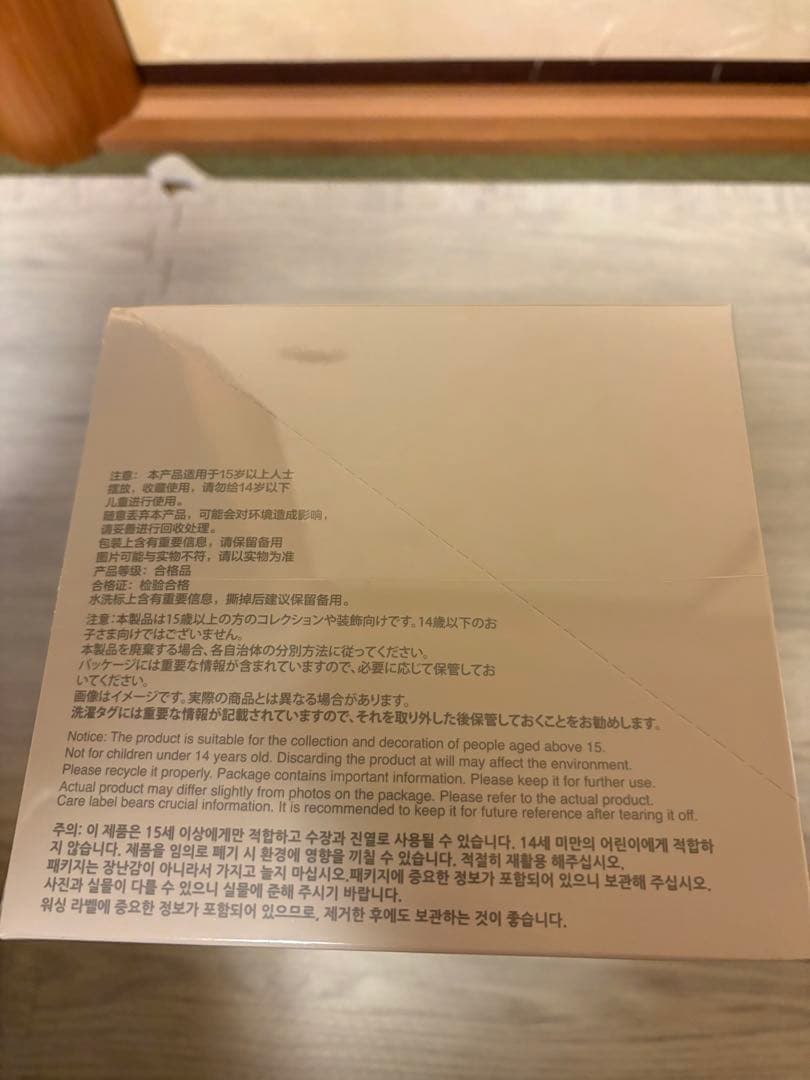 注意： 本产品适用于15岁以上人士
摆放，收藏使用，请勿给14岁以下
儿童进行使用。
随意丢弃本产品，可能会对环境造成影响，
请妥善进行回收处理。
包装上含有重要信息，请保留备用
图片可能与实物不符，请以实物为准
产品等级：合格品
合格证：检验合格
水洗标上含有重要信息，撕掉后建议保留备用。
注意：本製品は15歳以上の方のコレクションや装飾向けです。14歳以下のお
子さま向けではございません。
本製品を廃棄する場合、各自治体の分別方法に従ってください。
パッケージには重要な情報が含まれていますので、必要に応じて保管してお
いてください。
画像はイメージです。実際の商品とは異なる場合があります。
洗濯タグには重要な情報が記載されていますので、それを取り外した後保管しておくことをお勧めします。
Notice: The product is suitable for the collection and decoration of people aged above 15.
Not for children under 14 years old. Discarding the product at will may affect the environment.
Please recycle it properly. Package contains important information. Please keep it for further use.
Actual product may differ slightly from photos on the package. Please refer to the actual product.
Care label bears crucial information. It is recommended to keep it for future reference after tearing it off.
주의: 이 제품은 15세 이상에게만 적합하고 수장과 진열로 사용될 수 있습니다. 14세 미만의 어린이에게 적합하
지 않습니다. 제품을 임의로 폐기 시 환경에 영향을 끼칠 수 있습니다. 적절히 재활용 해주십시오.
패키지는 장난감이 아니라서 가지고 놀지 마십시오.패키지에 중요한 정보가 포함되어 있으니 보관해 주십시오.
사진과 실물이 다를 수 있으니 실물에 준해 주시기 바랍니다.
워싱 라벨에 중요한 정보가 포함되어 있으므로, 제거한 후에도 보관하는 것이 좋습니다.